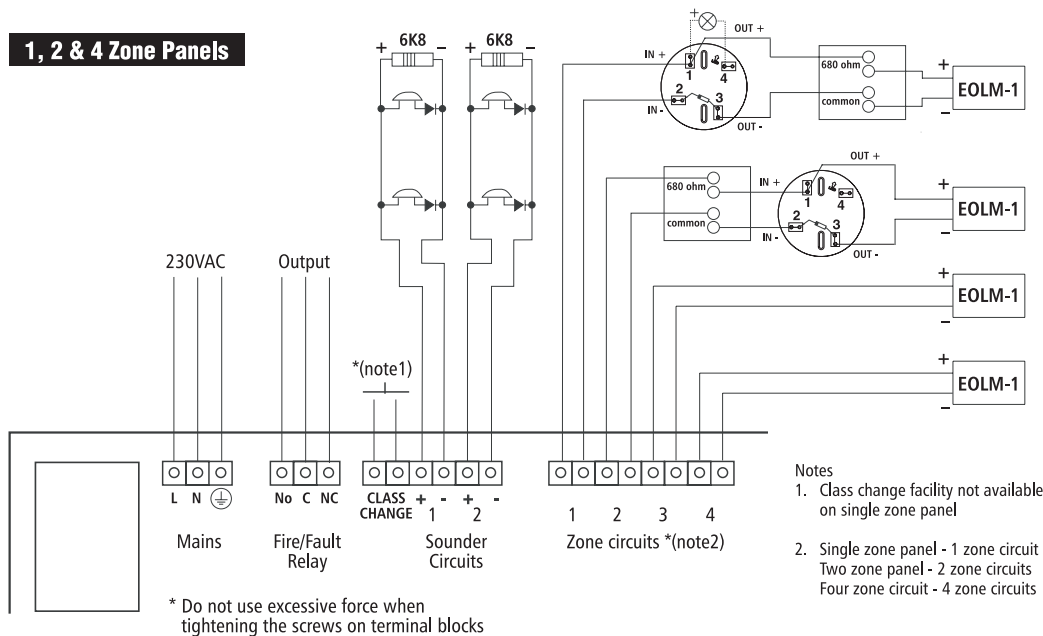 1, 2 & 4 Zone Panels
+ 6K8 −
+ 6K8 −
+ −
OUT +
IN +
1
4
2
3
IN -
OUT -
680 ohm
common
+
EOLM-1
−
680 ohm
common
OUT +
IN +
1
4
2
3
IN -
OUT -
+
EOLM-1
−
+
EOLM-1
−
+
EOLM-1
−
230VAC
Output
*(note1)
L N
No C NC
CLASS CHANGE
+ - + -
1 2
1 2 3 4
Mains
Fire/Fault
Relay
Sounder
Circuits
Zone circuits *(note2)
* Do not use excessive force when
tightening the screws on terminal blocks
Notes
1. Class change facility not available
on single zone panel
2. Single zone panel - 1 zone circuit
Two zone panel - 2 zone circuits
Four zone circuit - 4 zone circuits